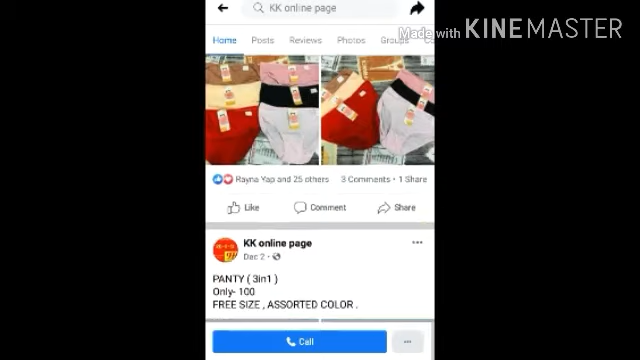 KK online page
Made with KINEMASTER
Home Posts Reviews Photos Groups
Rayna Yap and 25 others 3 Comments • 1 Share
Like Comment Share
KK online page
Dec 2 •
PANTY ( 3in1 )
Only- 100
FREE SIZE , ASSORTED COLOR .
Call